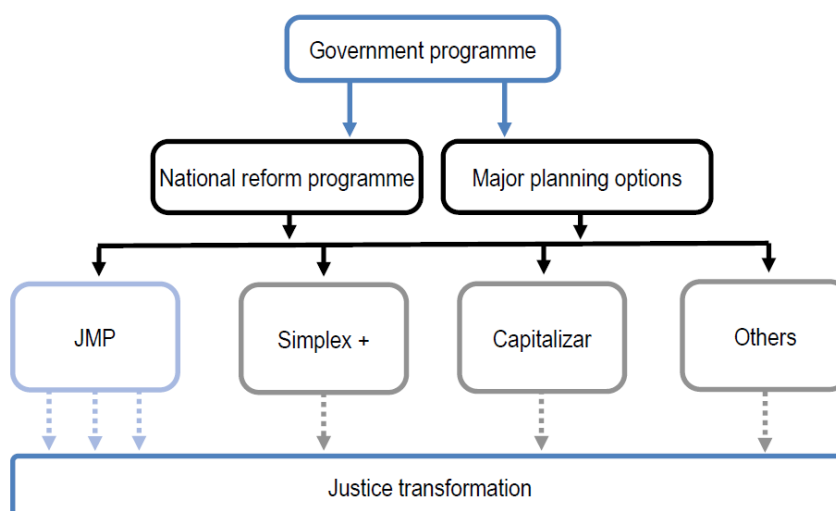 Government programme
National reform programme
Major planning options
JMP
Simplex +
Capitalizar
Others
Justice transformation